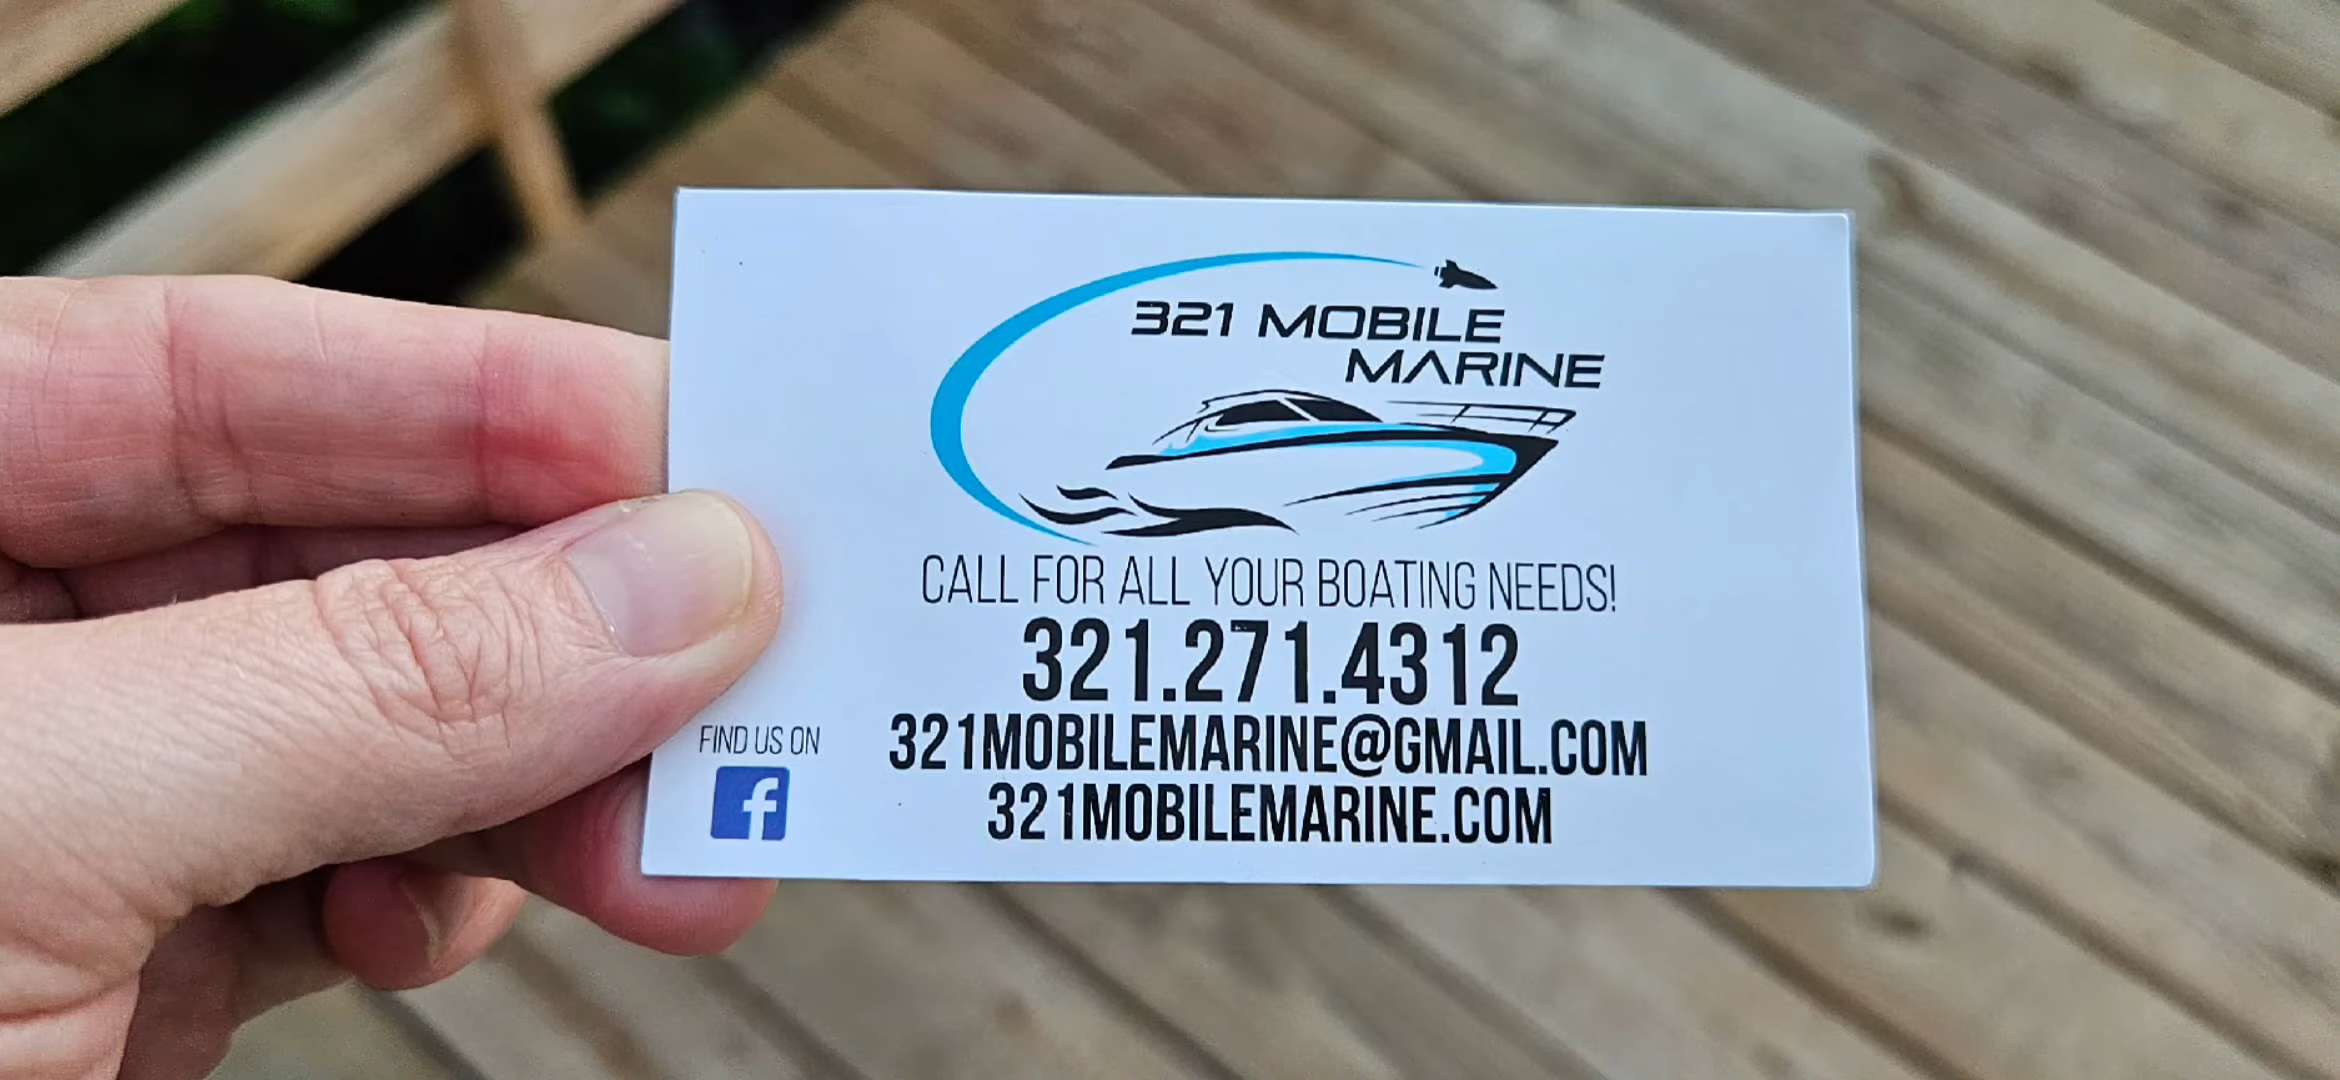 321 MOBILE
MARINE
CALL FOR ALL YOUR BOATING NEEDS!
321.271.4312
321MOBILEMARINE@GMAIL.COM
321MOBILEMARINE.COM
FIND US ON
f